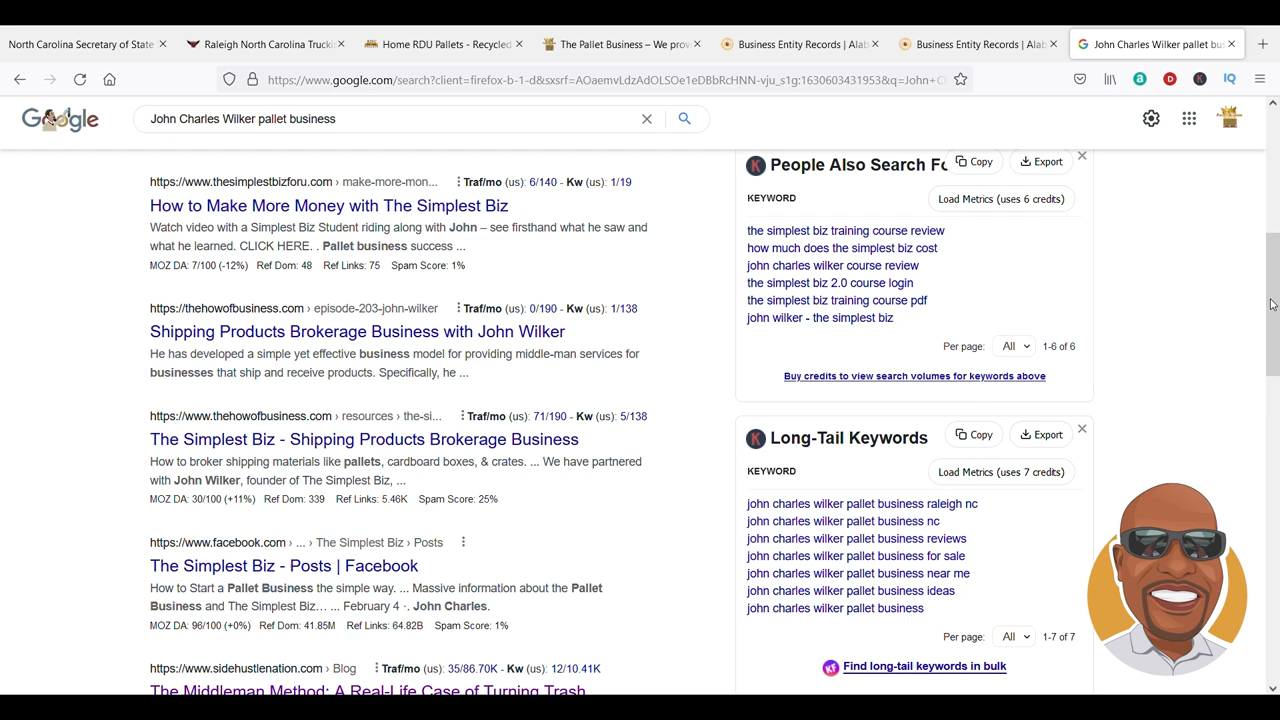 North Carolina Secretary of State
Raleigh North Carolina Trucki
Home RDU Pallets - Recycled
The Pallet Business – We prov
Business Entity Records | Alab
Business Entity Records | Alab
John Charles Wilker pallet bus
https://www.google.com/search?client=firefox-b-1-d&sxsrf=AOaemvLdzAdOLSOe1eDBbRcHNN-vju_s1g:1630603431953&q=John+C
Google
John Charles Wilker pallet business
https://www.thesimplestbizforu.com › make-more-mon...
Traf/mo (us): 6/140 - Kw (us): 1/19
How to Make More Money with The Simplest Biz
Watch video with a Simplest Biz Student riding along with John – see firsthand what he saw and
what he learned. CLICK HERE. . Pallet business success ...
MOZ DA: 7/100 (-12%) Ref Dom: 48 Ref Links: 75 Spam Score: 1%
https://thehowofbusiness.com › episode-203-john-wilker
Traf/mo (us): 0/190 - Kw (us): 1/138
Shipping Products Brokerage Business with John Wilker
He has developed a simple yet effective business model for providing middle-man services for
businesses that ship and receive products. Specifically, he ...
https://www.thehowofbusiness.com › resources › the-si...
Traf/mo (us): 71/190 - Kw (us): 5/138
The Simplest Biz - Shipping Products Brokerage Business
How to broker shipping materials like pallets, cardboard boxes, & crates. ... We have partnered
with John Wilker, founder of The Simplest Biz, ...
MOZ DA: 30/100 (+11%) Ref Dom: 339 Ref Links: 5.46K Spam Score: 25%
https://www.facebook.com › ... › The Simplest Biz › Posts
The Simplest Biz - Posts | Facebook
How to Start a Pallet Business the simple way. ... Massive information about the Pallet
Business and The Simplest Biz... ... February 4 ·. John Charles.
MOZ DA: 96/100 (+0%) Ref Dom: 41.85M Ref Links: 64.82B Spam Score: 1%
https://www.sidehustlenation.com › Blog
Traf/mo (us): 35/86.70K - Kw (us): 12/10.41K
The Middleman Method: A Real-Life Case of Turning Trash
K People Also Search Fo
Copy
Export
KEYWORD
Load Metrics (uses 6 credits)
the simplest biz training course review
how much does the simplest biz cost
john charles wilker course review
the simplest biz 2.0 course login
the simplest biz training course pdf
john wilker - the simplest biz
Per page: All 1-6 of 6
Buy credits to view search volumes for keywords above
K Long-Tail Keywords
Copy
Export
KEYWORD
Load Metrics (uses 7 credits)
john charles wilker pallet business raleigh nc
john charles wilker pallet business nc
john charles wilker pallet business reviews
john charles wilker pallet business for sale
john charles wilker pallet business near me
john charles wilker pallet business ideas
john charles wilker pallet business
Per page: All 1-7 of 7
KF Find long-tail keywords in bulk